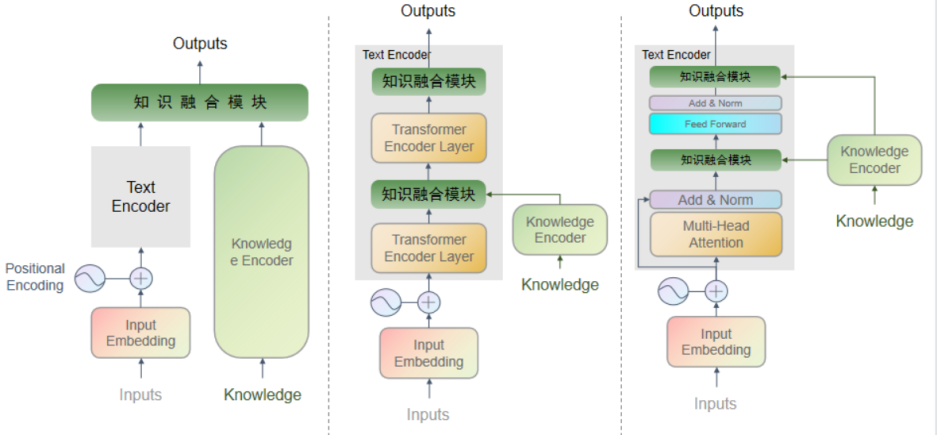 Outputs
知 识 融 合 模 块
Text
Encoder
Knowledg
e Encoder
Positional
Encoding
Input
Embedding
Inputs
Knowledge
Outputs
Text Encoder
知识融合模块
Transformer
Encoder Layer
知识融合模块
Transformer
Encoder Layer
Knowledge
Encoder
Knowledge
Input
Embedding
Inputs
Outputs
Text Encoder
知识融合模块
Add & Norm
Feed Forward
知识融合模块
Add & Norm
Multi-Head
Attention
Knowledge
Encoder
Knowledge
Input
Embedding
Inputs